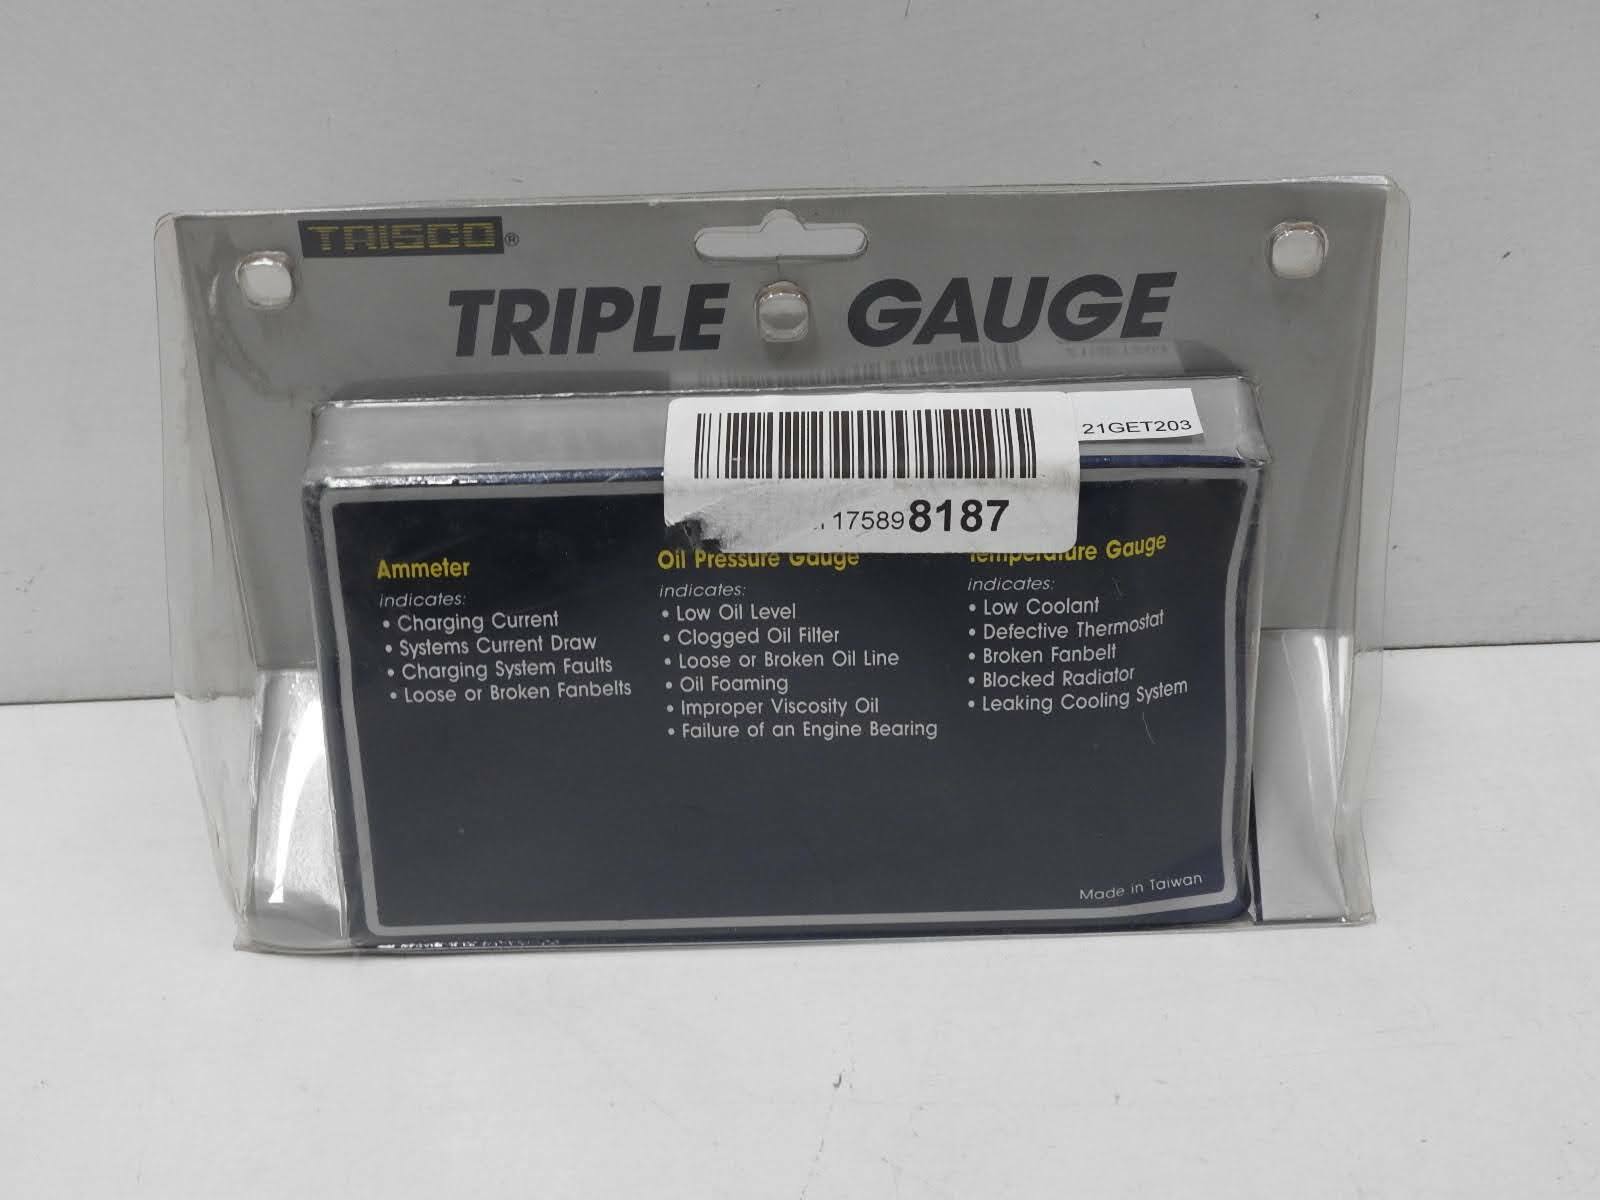 TRISCO®
TRIPLE GAUGE
21GET203
175898187
Ammeter
indicates:
• Charging Current
• Systems Current Draw
• Charging System Faults
• Loose or Broken Fanbelts
Oil Pressure Gauge
indicates:
• Low Oil Level
• Clogged Oil Filter
• Loose or Broken Oil Line
• Oil Foaming
• Improper Viscosity Oil
• Failure of an Engine Bearing
Temperature Gauge
indicates:
• Low Coolant
• Defective Thermostat
• Broken Fanbelt
• Blocked Radiator
• Leaking Cooling System
Made in Taiwan